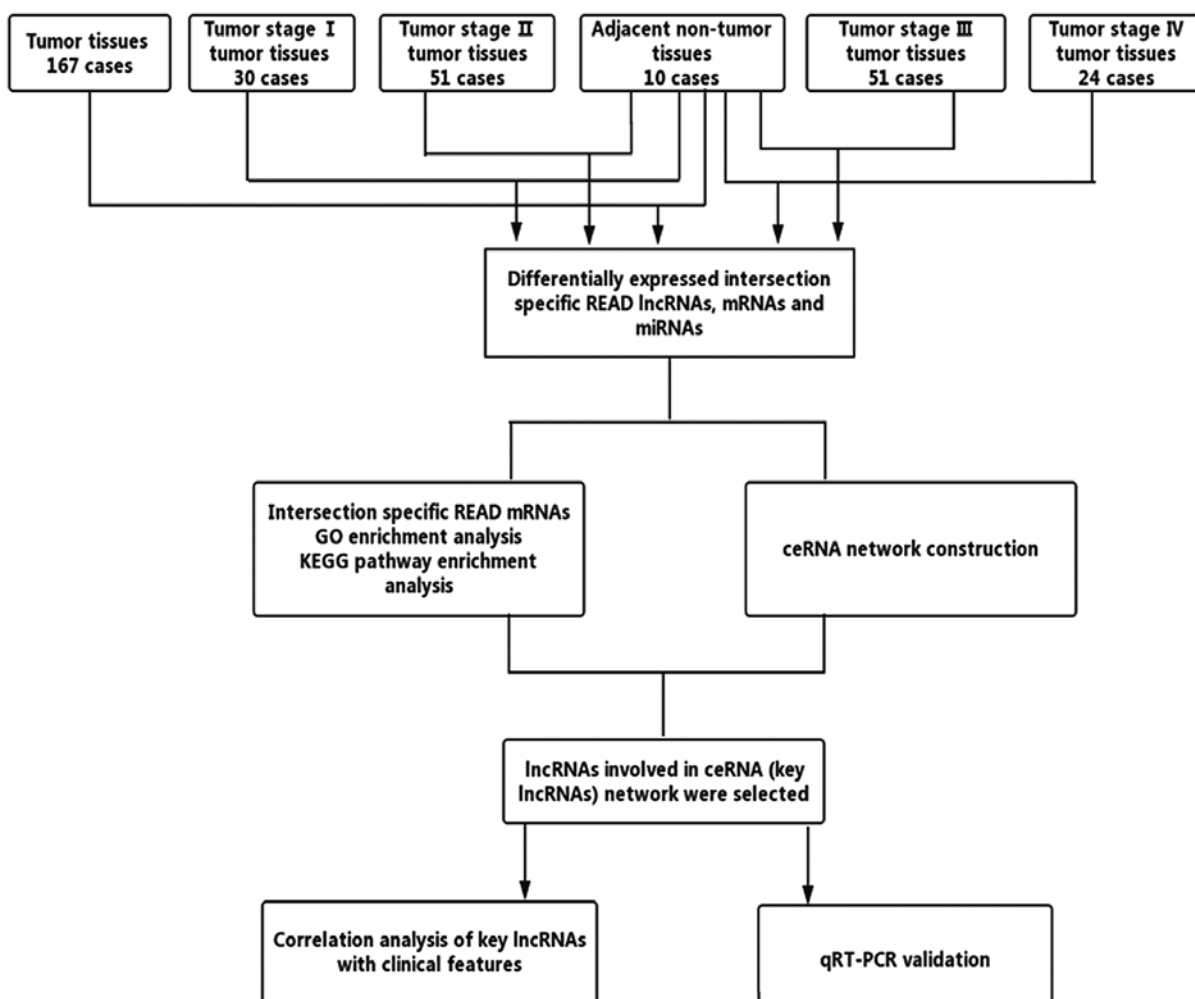 Tumor tissues
167 cases
Tumor stage Ⅰ
tumor tissues
30 cases
Tumor stage Ⅱ
tumor tissues
51 cases
Adjacent non-tumor
tissues
10 cases
Tumor stage Ⅲ
tumor tissues
51 cases
Tumor stage Ⅳ
tumor tissues
24 cases
Differentially expressed intersection
specific READ lncRNAs, mRNAs and
miRNAs
Intersection specific READ mRNAs
GO enrichment analysis
KEGG pathway enrichment
analysis
ceRNA network construction
lncRNAs involved in ceRNA (key
lncRNAs) network were selected
Correlation analysis of key lncRNAs
with clinical features
qRT-PCR validation